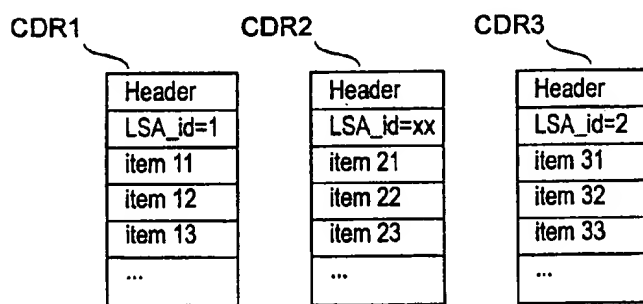 CDR1 CDR2 CDR3
Header Header Header
LSA_id=1 LSA_id=xx LSA_id=2
item 11 item 21 item 31
item 12 item 22 item 32
item 13 item 23 item 33
... ... ...